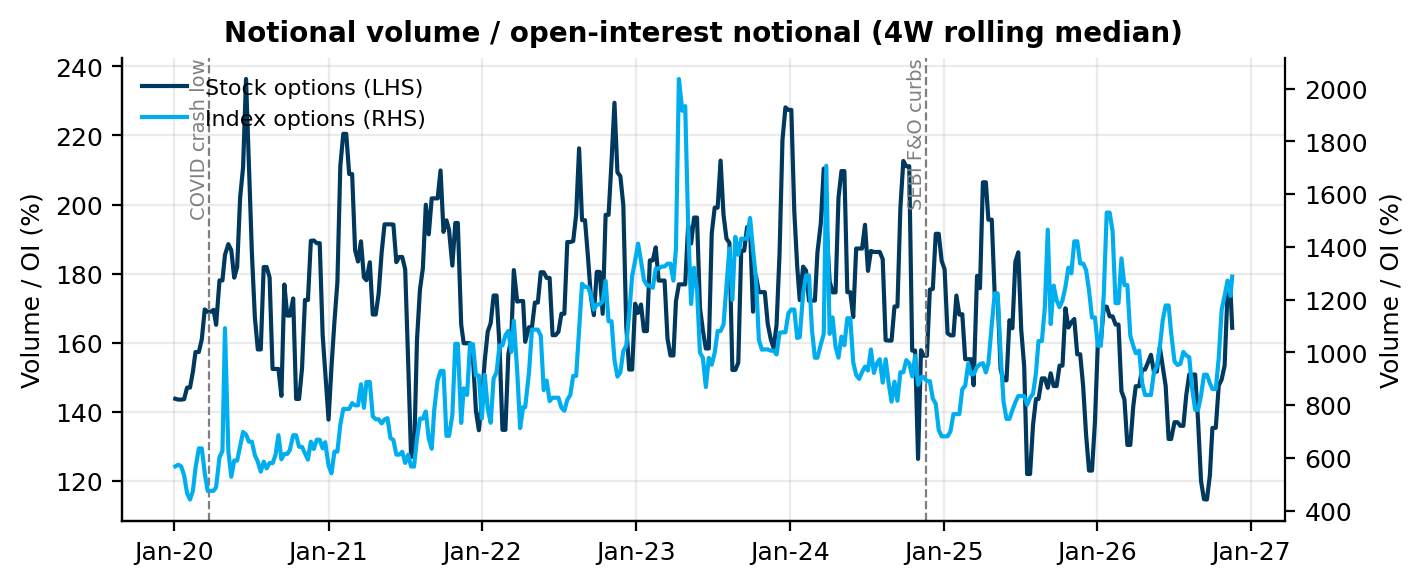 Notional volume / open-interest notional (4W rolling median)
Volume / OI (%)
240
220
200
180
160
140
120
Stock options (LHS)
Index options (RHS)
COVID crash low
SEBI F&O curbs
2000
1800
1600
1400
1200
1000
800
600
400
Volume / OI (%)
Jan-20
Jan-21
Jan-22
Jan-23
Jan-24
Jan-25
Jan-26
Jan-27